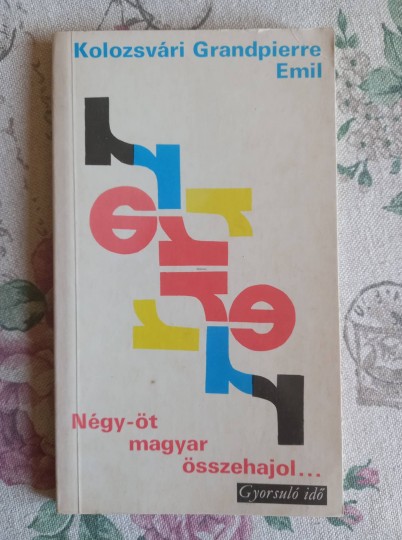 Kolozsvári Grandpierre
Emil
Négy-öt
magyar
összehajol...
Gyorsuló idő